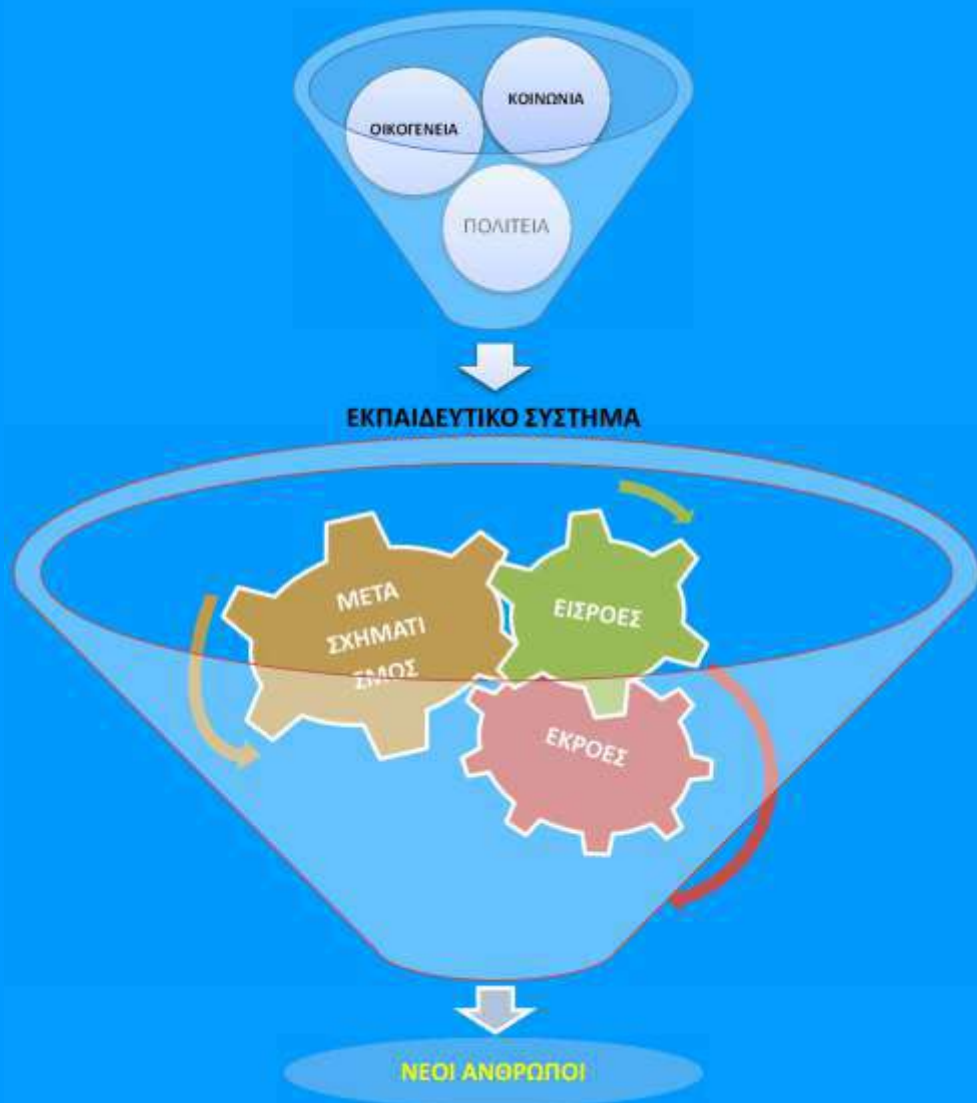 ΚΟΙΝΩΝΙΑ
ΟΙΚΟΓΕΝΕΙΑ
ΠΟΛΙΤΕΙΑ
ΕΚΠΑΙΔΕΥΤΙΚΟ ΣΥΣΤΗΜΑ
ΜΕΤΑ
ΣΧΗΜΑΤΙ
ΣΜΟΣ
ΕΙΣΡΟΕΣ
ΕΚΡΟΕΣ
ΝΕΟΙ ΑΝΘΡΩΠΟΙ